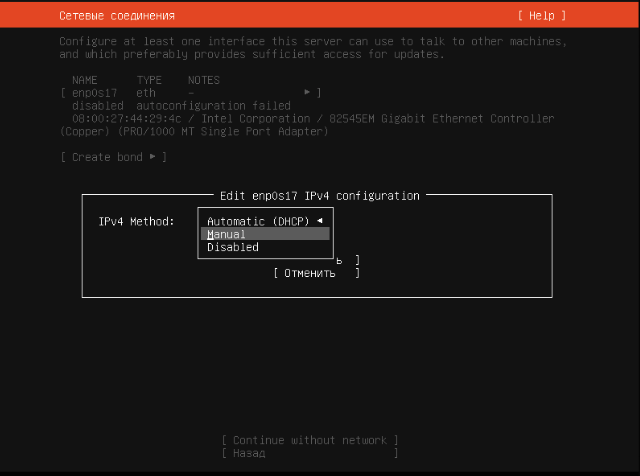 Сетевые соединения [ Help ]
Configure at least one interface this server can use to talk to other machines,
and which preferably provides sufficient access for updates.
NAME TYPE NOTES
[ enp0s17 eth – ▸ ]
disabled autoconfiguration failed
08:00:27:44:29:4c / Intel Corporation / 82545EM Gigabit Ethernet Controller
(Copper) (PRO/1000 MT Single Port Adapter)
[ Create bond ▸ ]
Edit enp0s17 IPv4 configuration
IPv4 Method: Automatic (DHCP) ◂
Manual
Disabled
ь ]
[ Отменить ]
[ Continue without network ]
[ Назад ]